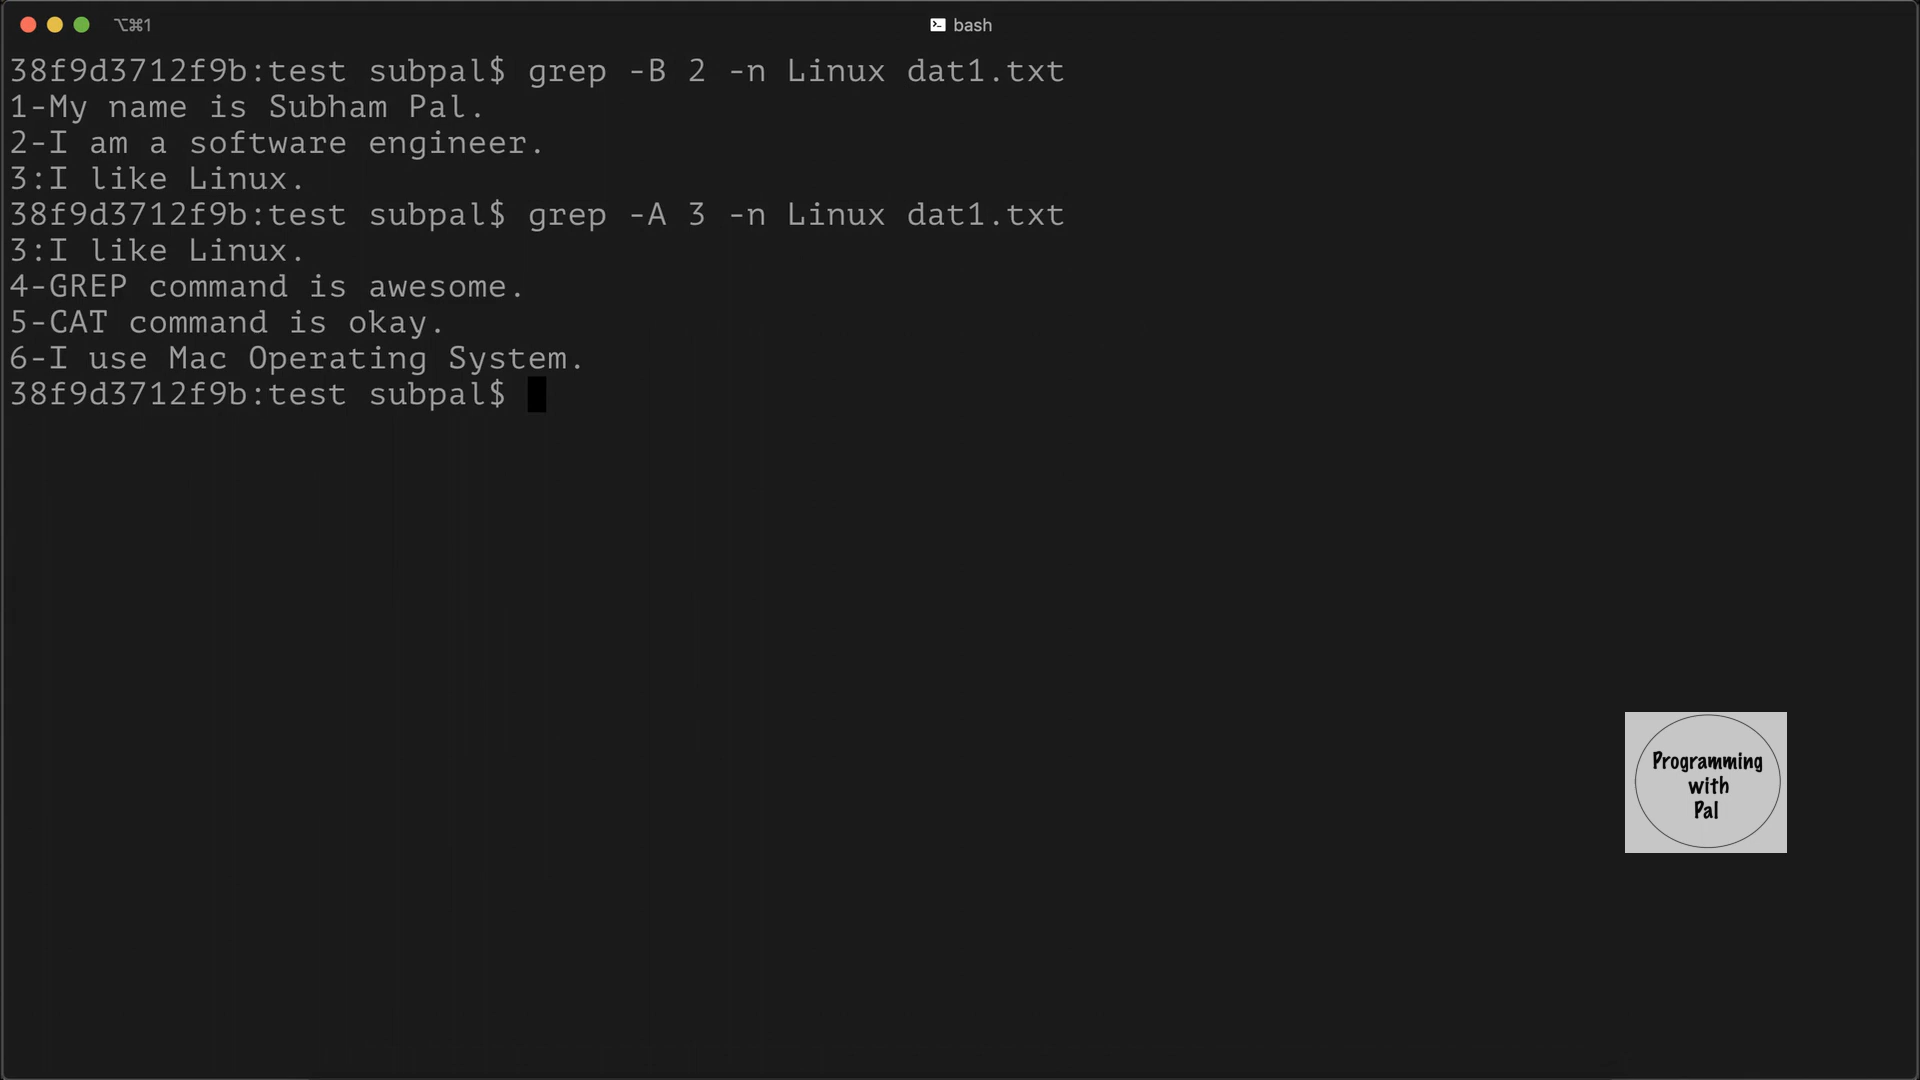 ⌥⌘1
bash
38f9d3712f9b:test subpal$ grep -B 2 -n Linux dat1.txt
1-My name is Subham Pal.
2-I am a software engineer.
3:I like Linux.
38f9d3712f9b:test subpal$ grep -A 3 -n Linux dat1.txt
3:I like Linux.
4-GREP command is awesome.
5-CAT command is okay.
6-I use Mac Operating System.
38f9d3712f9b:test subpal$
Programming
with
Pal